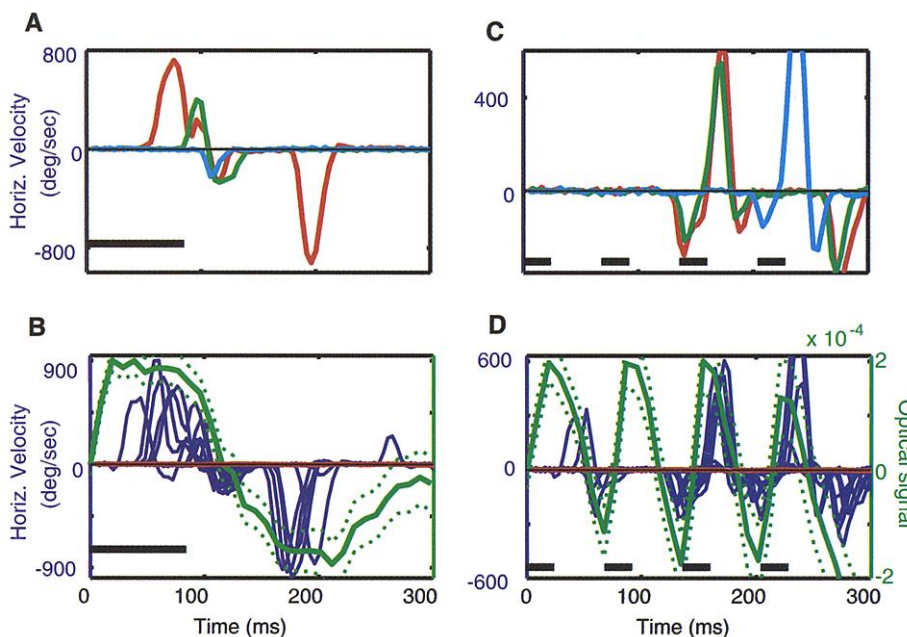 A
800
0
-800
Horiz. Velocity
(deg/sec)
C
400
0
B
900
0
-900
Horiz. Velocity
(deg/sec)
0
100
200
300
Time (ms)
D
x 10-4
600
0
-600
2
0
-2
Optical signal
0
100
200
300
Time (ms)